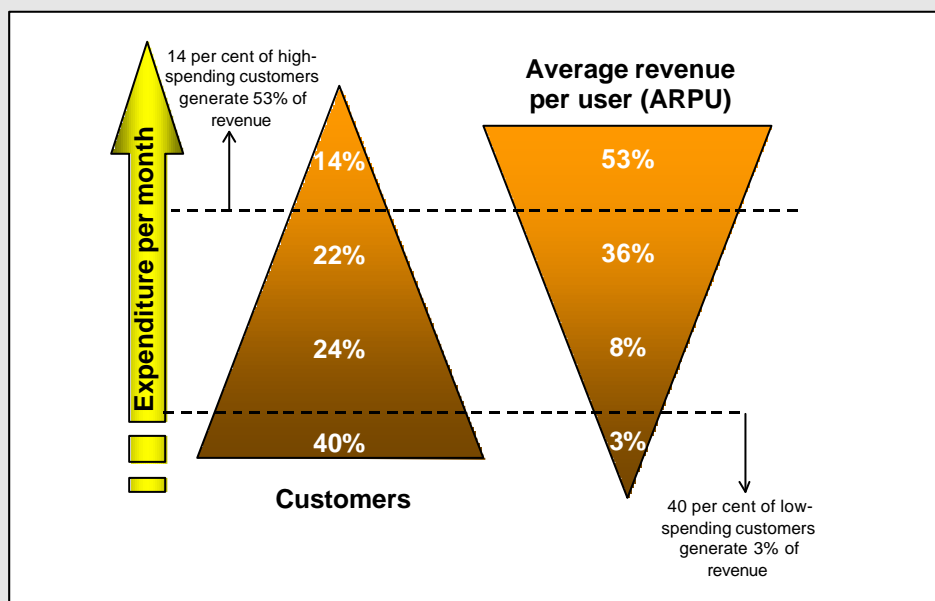 14 per cent of high-
spending customers
generate 53% of
revenue
Average revenue
per user (ARPU)
Expenditure per month
14%
53%
22%
36%
24%
8%
40%
3%
Customers
40 per cent of low-
spending customers
generate 3% of
revenue